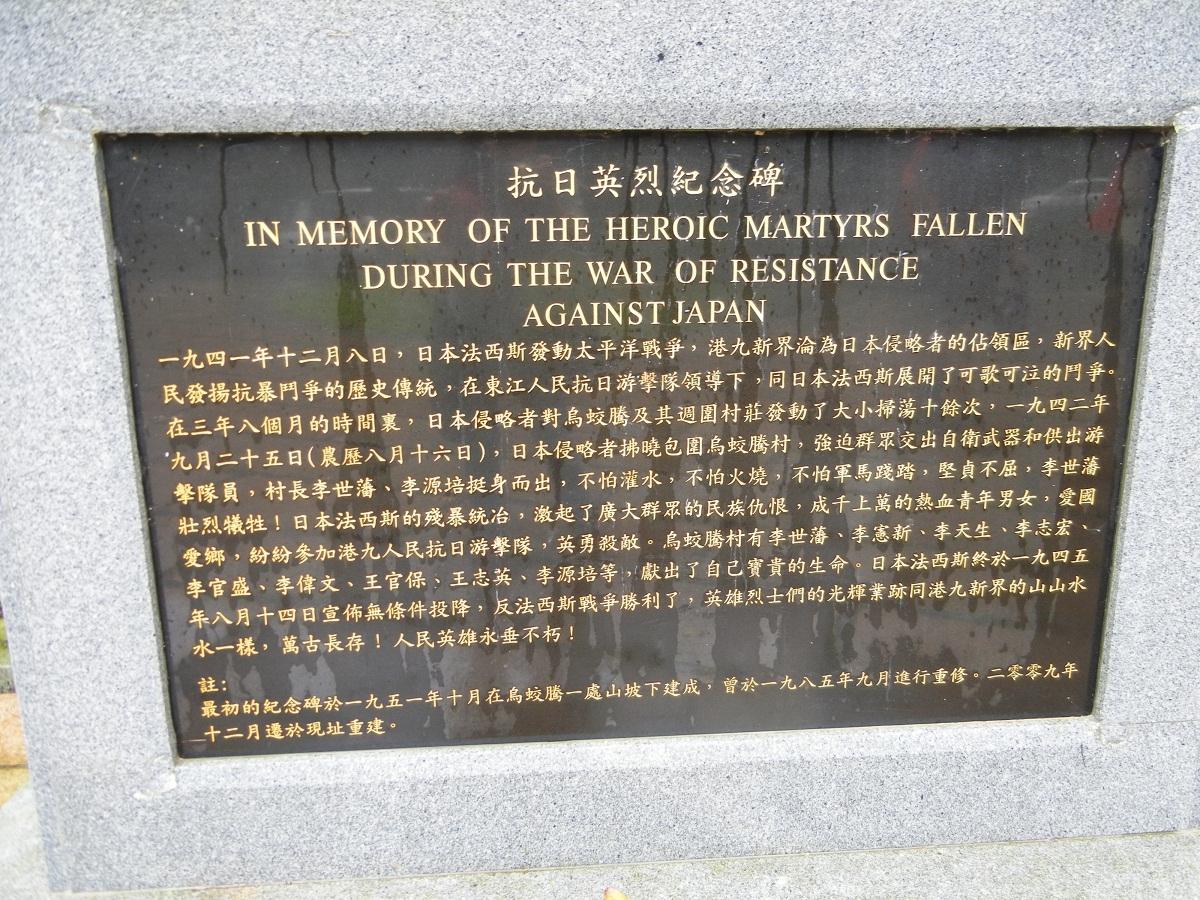 抗日英烈紀念碑
IN MEMORY OF THE HEROIC MARTYRS FALLEN
DURING THE WAR OF RESISTANCE
AGAINST JAPAN
一九四一年十二月八日，日本法西斯發動太平洋戰爭，港九新界淪為日本侵略者的佔領區，新界人
民發揚抗暴鬥爭的歷史傳統，在東江人民抗日游擊隊領導下，同日本法西斯展開了可歌可泣的鬥爭。
在三年八個月的時間裏，日本侵略者對烏蛟騰及其週圍村莊發動了大小掃蕩十餘次，一九四二年
九月二十五日(農歷八月十六日)，日本侵略者拂曉包圍烏蛟騰村，強迫群眾交出自衛武器和供出游
擊隊員，村長李世藩、李源培挺身而出，不怕灌水，不怕火燒，不怕軍馬踐踏，堅貞不屈，李世藩
壯烈犧牲！日本法西斯的殘暴統治，激起了廣大群眾的民族仇恨，成千上萬的熱血青年男女，愛國
愛鄉，紛紛參加港九人民抗日游擊隊，英勇殺敵。烏蛟騰村有李世藩、李憲新、李天生、李志宏、
李官盛、李偉文、王官保、王志英、李源培等，獻出了自己寶貴的生命。日本法西斯終於一九四五
年八月十四日宣佈無條件投降，反法西斯戰爭勝利了，英雄烈士們的光輝業跡同港九新界的山山水
水一樣，萬古長存！人民英雄永垂不朽！
註：
最初的紀念碑於一九五一年十月在烏蛟騰一處山坡下建成，曾於一九八五年九月進行重修。二零零九年
十二月遷於現址重建。